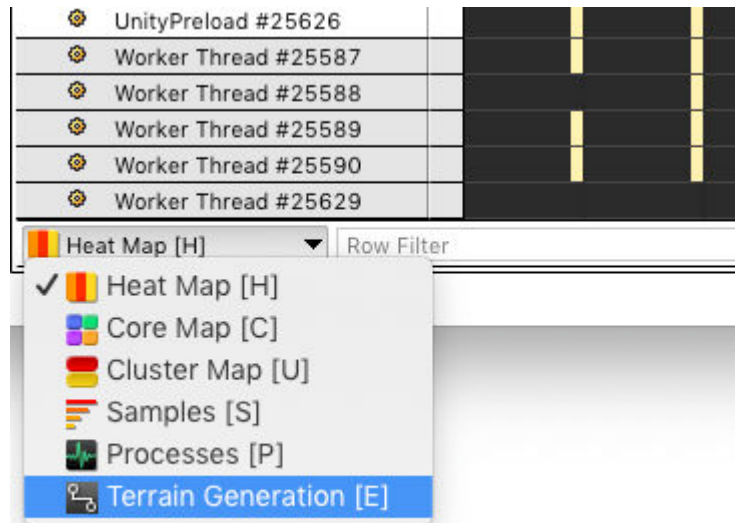 UnityPreload #25626
Worker Thread #25587
Worker Thread #25588
Worker Thread #25589
Worker Thread #25590
Worker Thread #25629
Heat Map [H] Row Filter
Heat Map [H]
Core Map [C]
Cluster Map [U]
Samples [S]
Processes [P]
Terrain Generation [E]